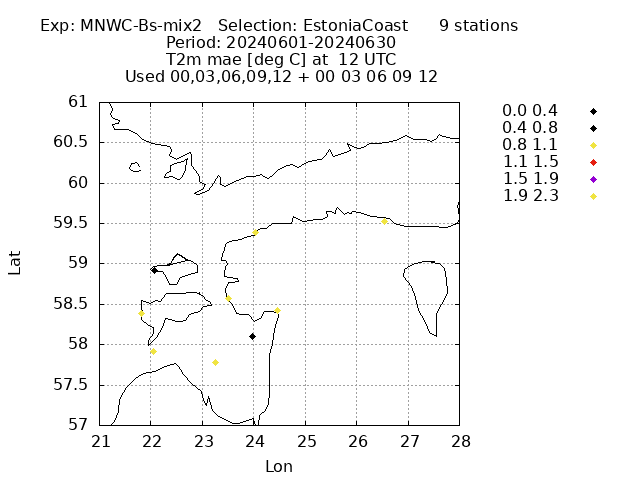 Exp: MNWC-Bs-mix2   Selection: EstoniaCoast      9 stations
Period: 20240601-20240630
T2m mae [deg C] at  12 UTC
Used 00,03,06,09,12 + 00 03 06 09 12
61
60.5
60
59.5
59
58.5
58
57.5
57
Lat
21 22 23 24 25 26 27 28
Lon
0.0 0.4
0.4 0.8
0.8 1.1
1.1 1.5
1.5 1.9
1.9 2.3